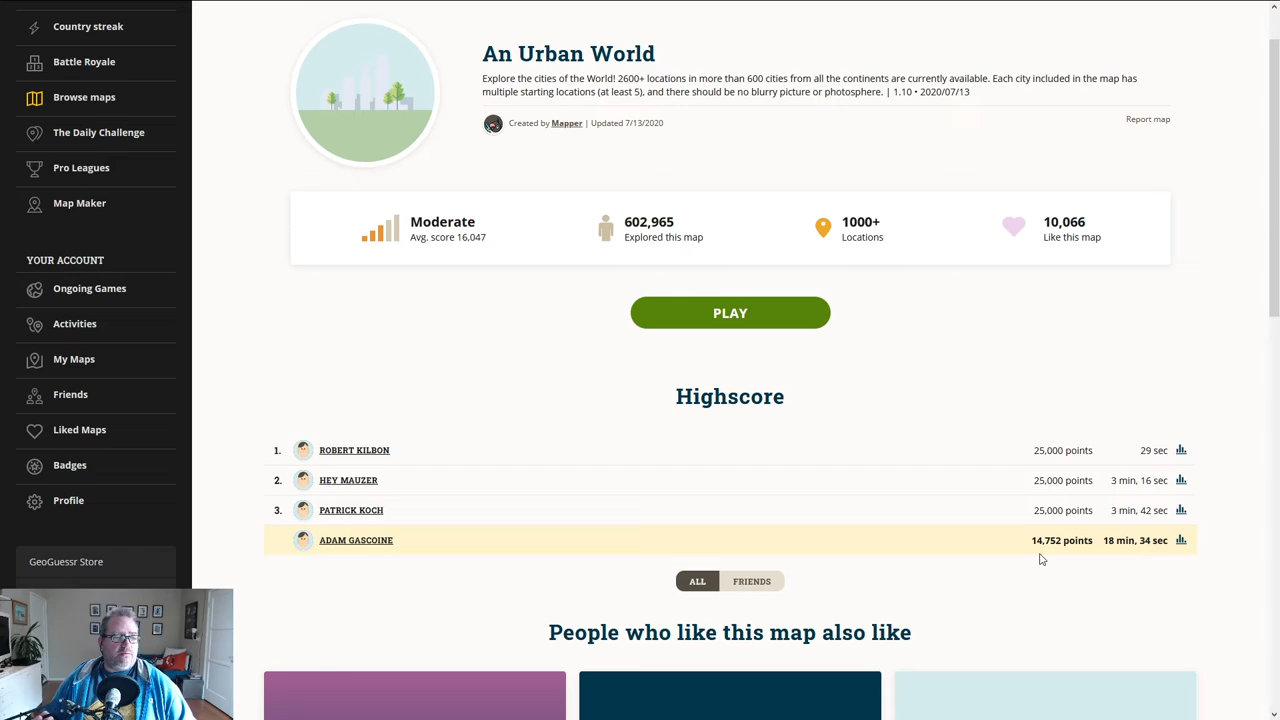 Country streak
Battle Royale
Browse maps
The Daily Challenge
Pro Leagues
Map Maker
YOUR ACCOUNT
Ongoing Games
Activities
My Maps
Friends
Liked Maps
Badges
Profile
GeoGuessr Store
An Urban World
Explore the cities of the World! 2600+ locations in more than 600 cities from all the continents are currently available. Each city included in the map has
multiple starting locations (at least 5), and there should be no blurry picture or photosphere. | 1.10 • 2020/07/13
Created by Mapper | Updated 7/13/2020
Report map
Moderate
Avg. score 16,047
602,965
Explored this map
1000+
Locations
10,066
Like this map
PLAY
Highscore
1. ROBERT KILBON 25,000 points 29 sec
2. HEY MAUZER 25,000 points 3 min, 16 sec
3. PATRICK KOCH 25,000 points 3 min, 42 sec
ADAM GASCOINE 14,752 points 18 min, 34 sec
ALL FRIENDS
People who like this map also like